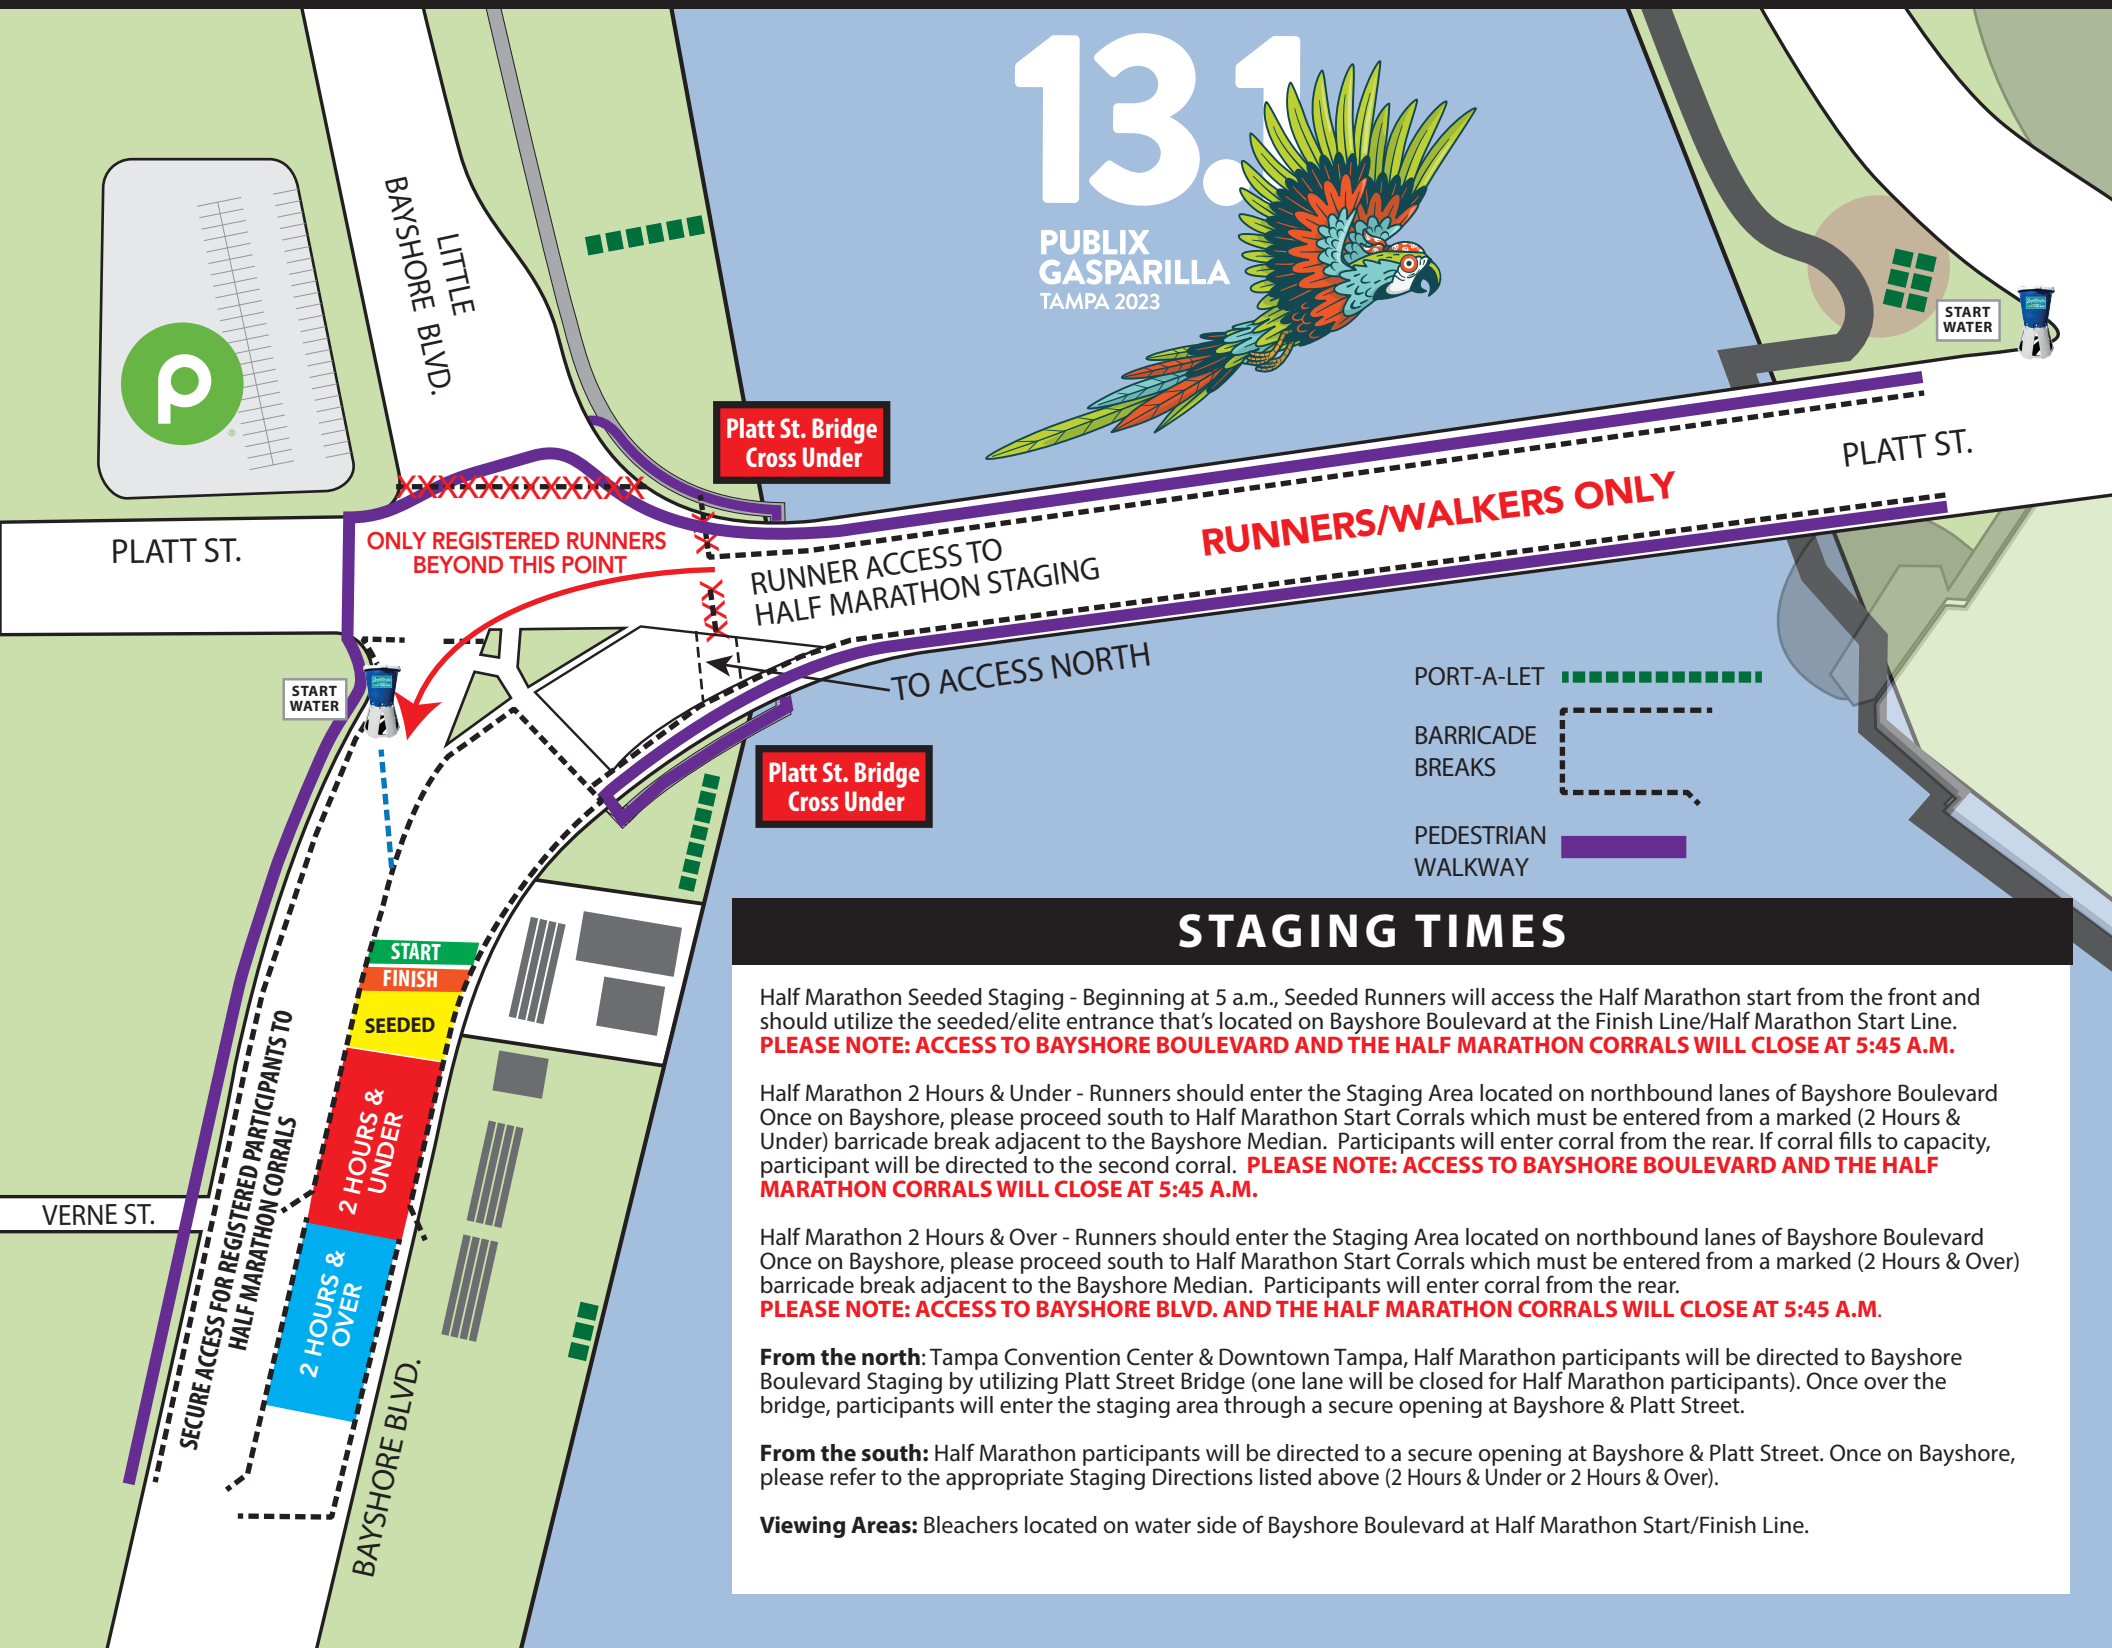 13.1
PUBLIX
GASPARILLA
TAMPA 2023
LITTLE
BAYSHORE BLVD.
START
WATER
Platt St. Bridge
Cross Under
PLATT ST.
RUNNERS/WALKERS ONLY
XXXXXXXXXXXXX
PLATT ST.
ONLY REGISTERED RUNNERS
BEYOND THIS POINT
RUNNER ACCESS TO
HALF MARATHON STAGING
TO ACCESS NORTH
START
WATER
Platt St. Bridge
Cross Under
PORT-A-LET
BARRICADE
BREAKS
PEDESTRIAN
WALKWAY
START
FINISH
SEEDED
2 HOURS &
UNDER
2 HOURS &
OVER
SECURE ACCESS FOR REGISTERED PARTICIPANTS TO
HALF MARATHON CORRALS
VERNE ST.
BAYSHORE BLVD.
STAGING TIMES
Half Marathon Seeded Staging - Beginning at 5 a.m., Seeded Runners will access the Half Marathon start from the front and
should utilize the seeded/elite entrance that's located on Bayshore Boulevard at the Finish Line/Half Marathon Start Line.
PLEASE NOTE: ACCESS TO BAYSHORE BOULEVARD AND THE HALF MARATHON CORRALS WILL CLOSE AT 5:45 A.M.
Half Marathon 2 Hours & Under - Runners should enter the Staging Area located on northbound lanes of Bayshore Boulevard
Once on Bayshore, please proceed south to Half Marathon Start Corrals which must be entered from a marked (2 Hours &
Under) barricade break adjacent to the Bayshore Median. Participants will enter corral from the rear. If corral fills to capacity,
participant will be directed to the second corral. PLEASE NOTE: ACCESS TO BAYSHORE BOULEVARD AND THE HALF
MARATHON CORRALS WILL CLOSE AT 5:45 A.M.
Half Marathon 2 Hours & Over - Runners should enter the Staging Area located on northbound lanes of Bayshore Boulevard
Once on Bayshore, please proceed south to Half Marathon Start Corrals which must be entered from a marked (2 Hours & Over)
barricade break adjacent to the Bayshore Median. Participants will enter corral from the rear.
PLEASE NOTE: ACCESS TO BAYSHORE BLVD. AND THE HALF MARATHON CORRALS WILL CLOSE AT 5:45 A.M.
From the north: Tampa Convention Center & Downtown Tampa, Half Marathon participants will be directed to Bayshore
Boulevard Staging by utilizing Platt Street Bridge (one lane will be closed for Half Marathon participants). Once over the
bridge, participants will enter the staging area through a secure opening at Bayshore & Platt Street.
From the south: Half Marathon participants will be directed to a secure opening at Bayshore & Platt Street. Once on Bayshore,
please refer to the appropriate Staging Directions listed above (2 Hours & Under or 2 Hours & Over).
Viewing Areas: Bleachers located on water side of Bayshore Boulevard at Half Marathon Start/Finish Line.